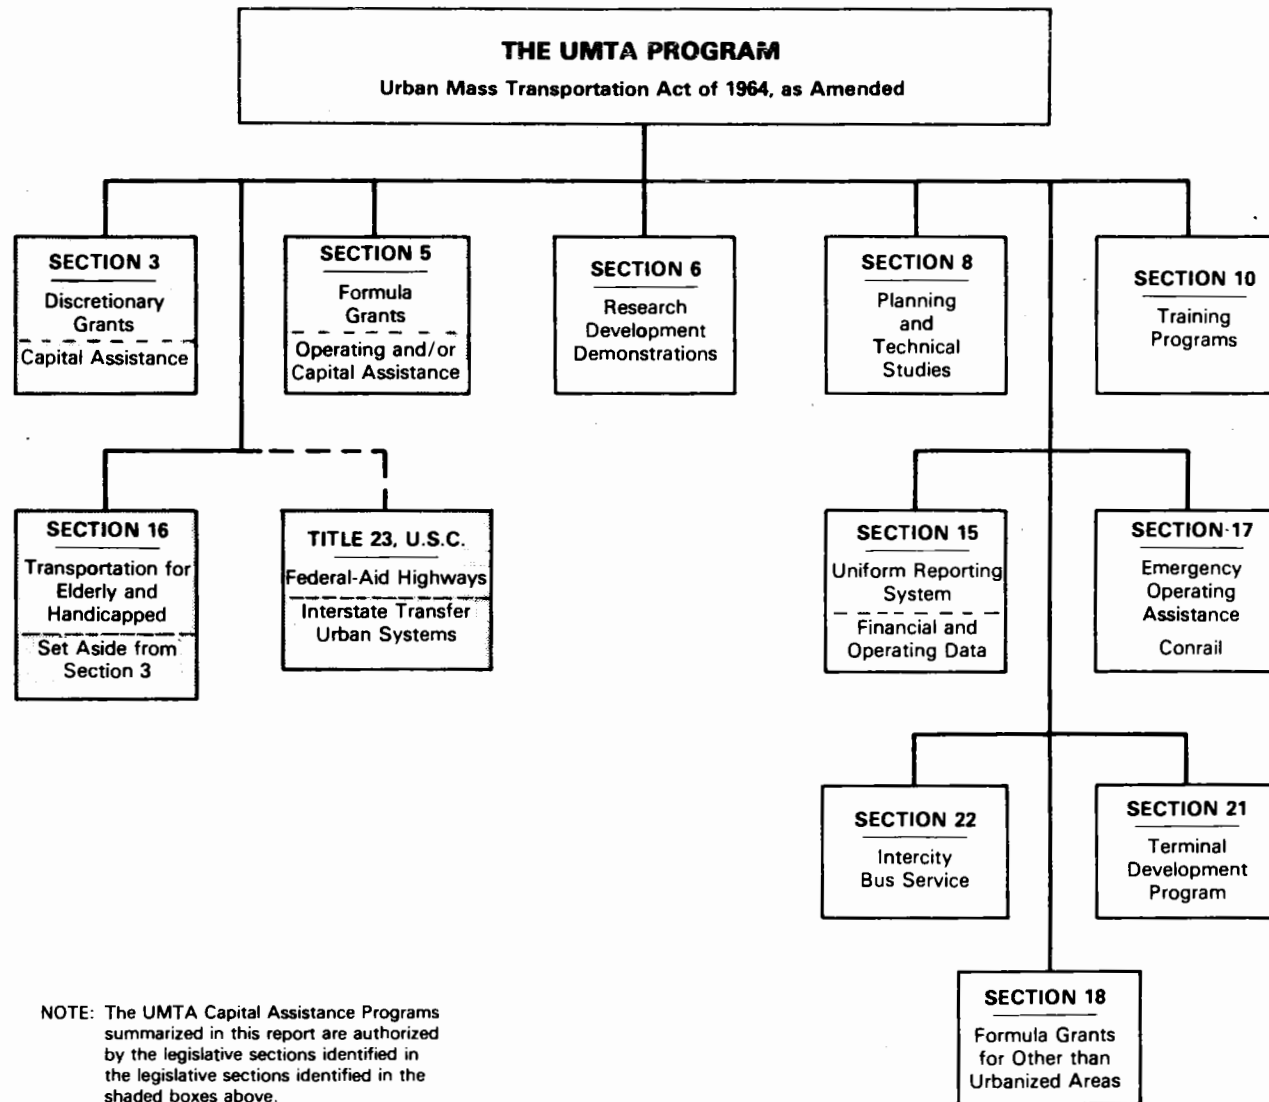 THE UMTA PROGRAM
Urban Mass Transportation Act of 1964, as Amended
SECTION 3
Discretionary
Grants
Capital Assistance
SECTION 5
Formula
Grants
Operating and/or
Capital Assistance
SECTION 6
Research
Development
Demonstrations
SECTION 8
Planning
and
Technical
Studies
SECTION 10
Training
Programs
SECTION 16
Transportation for
Elderly and
Handicapped
Set Aside from
Section 3
TITLE 23, U.S.C.
Federal-Aid Highways
Interstate Transfer
Urban Systems
SECTION 15
Uniform Reporting
System
Financial and
Operating Data
SECTION·17
Emergency
Operating
Assistance
Conrail
SECTION 22
Intercity
Bus Service
SECTION 21
Terminal
Development
Program
SECTION 18
Formula Grants
for Other than
Urbanized Areas
NOTE: The UMTA Capital Assistance Programs
summarized in this report are authorized
by the legislative sections identified in
the legislative sections identified in the
shaded boxes above.